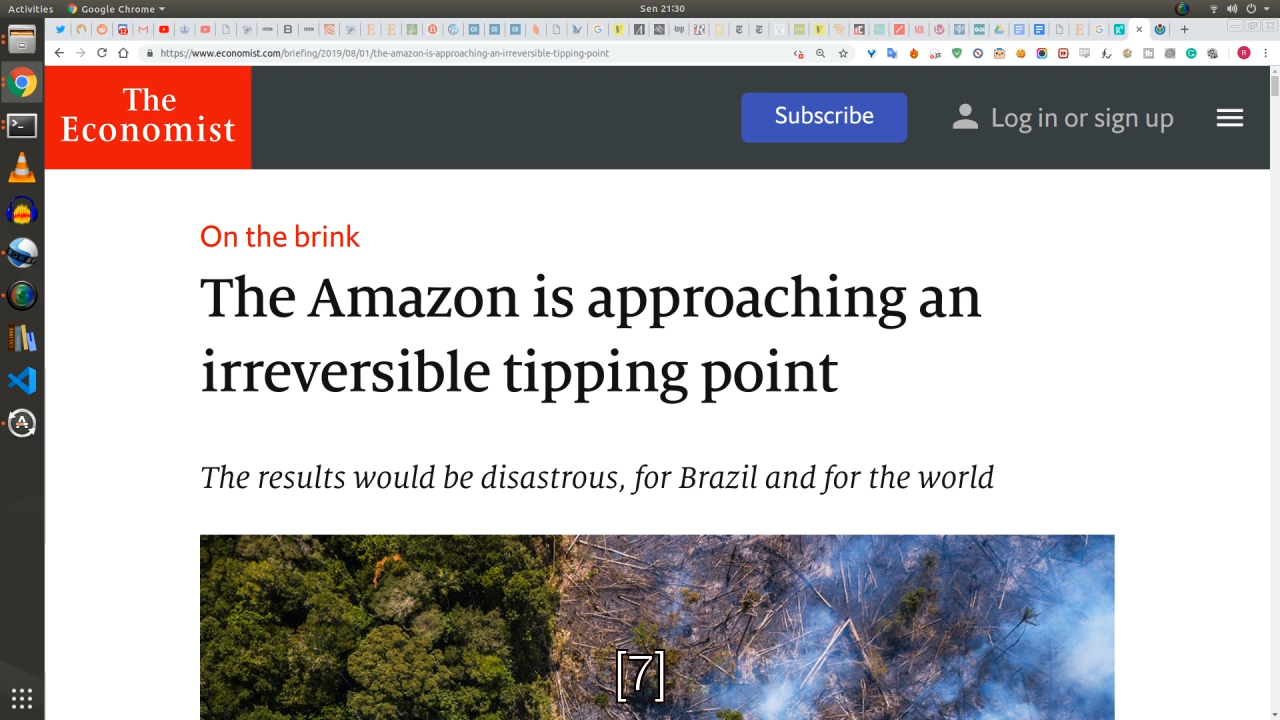 Activities Google Chrome Sen 21:30
https://www.economist.com/briefing/2019/08/01/the-amazon-is-approaching-an-irreversible-tipping-point
The
Economist
Subscribe
Log in or sign up
On the brink
The Amazon is approaching an
irreversible tipping point
The results would be disastrous, for Brazil and for the world
[7]